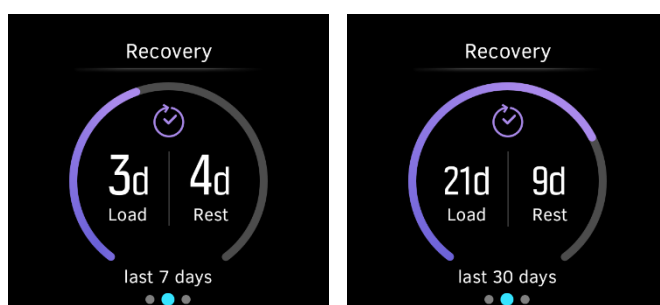 Recovery
3d 4d
Load Rest
last 7 days
Recovery
21d 9d
Load Rest
last 30 days